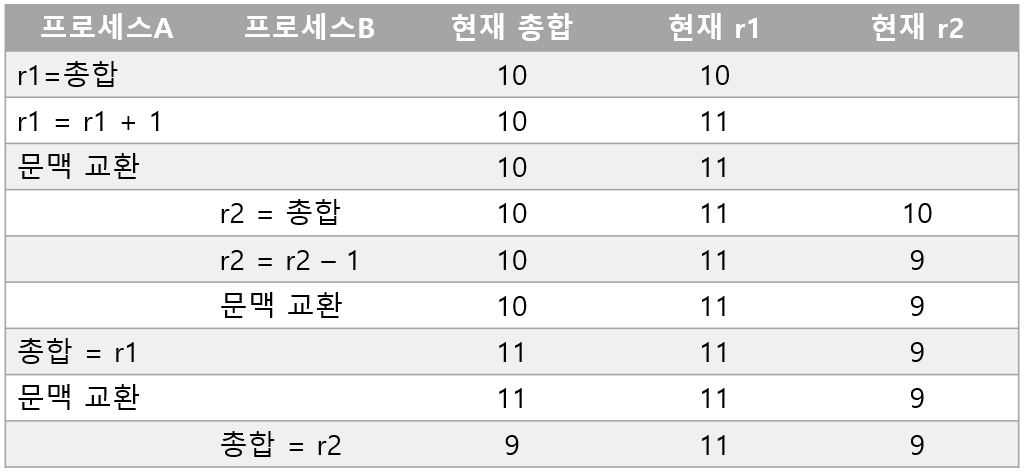 프로세스A 프로세스B 현재 총합 현재 r1 현재 r2
r1=총합 10 10
r1 = r1 + 1 10 11
문맥 교환 10 11
r2 = 총합 10 11 10
r2 = r2 – 1 10 11 9
문맥 교환 10 11 9
총합 = r1 11 11 9
문맥 교환 11 11 9
총합 = r2 9 11 9